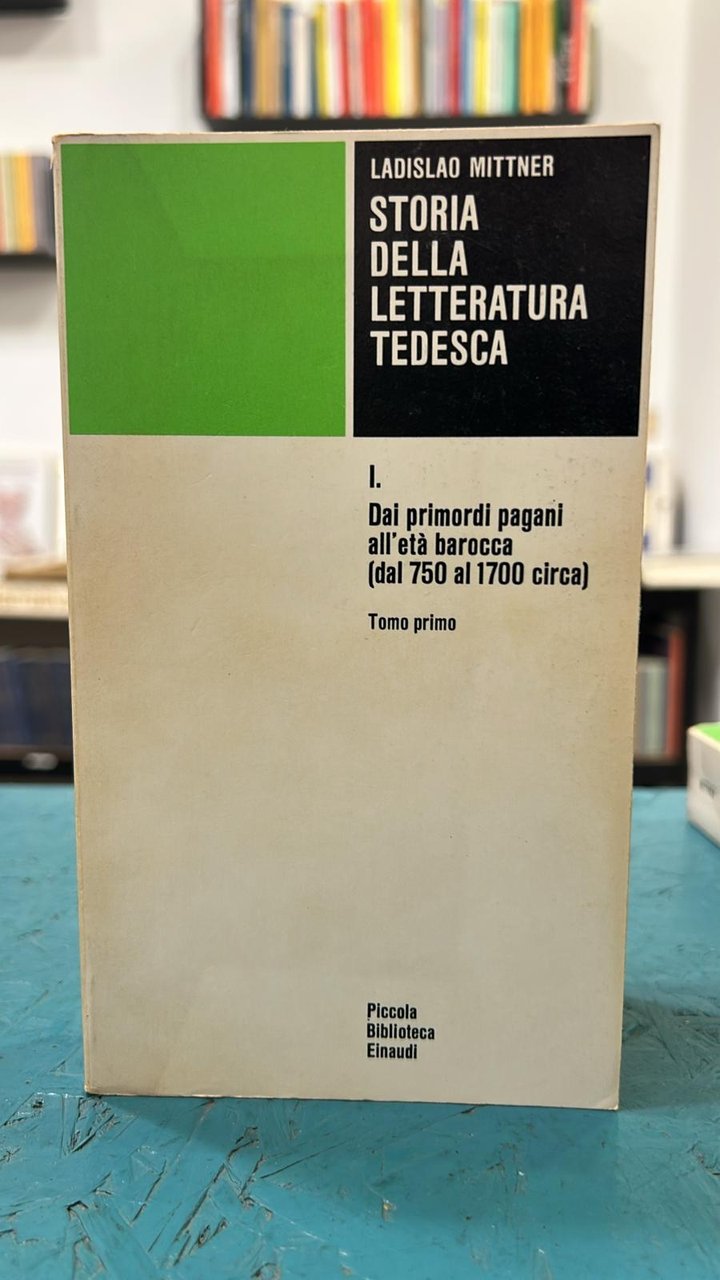 LADISLAO MITTNER
STORIA
DELLA
LETTERATURA
TEDESCA
I.
Dai primordi pagani
all'età barocca
(dal 750 al 1700 circa)
Tomo primo
Piccola
Biblioteca
Einaudi